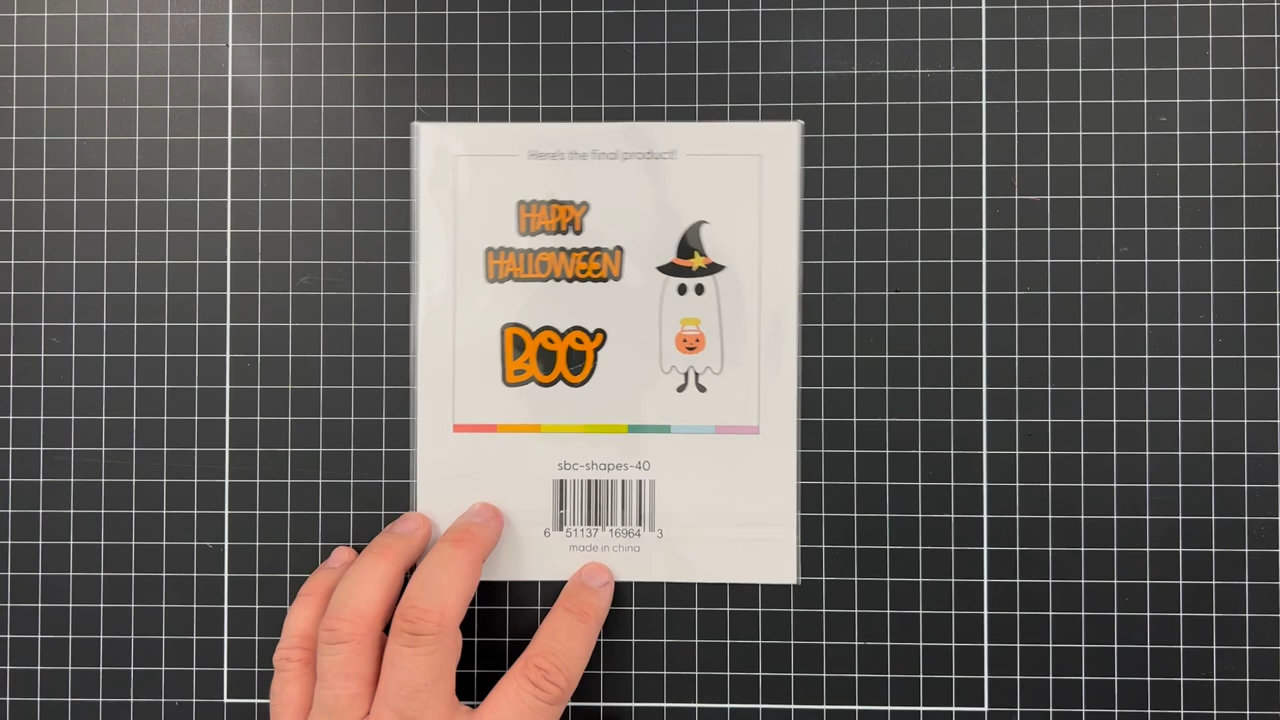 Here's the final product!
HAPPY
HALLOWEEN
BOO
sbc-shapes-40
6 51137 16964 3
made in china